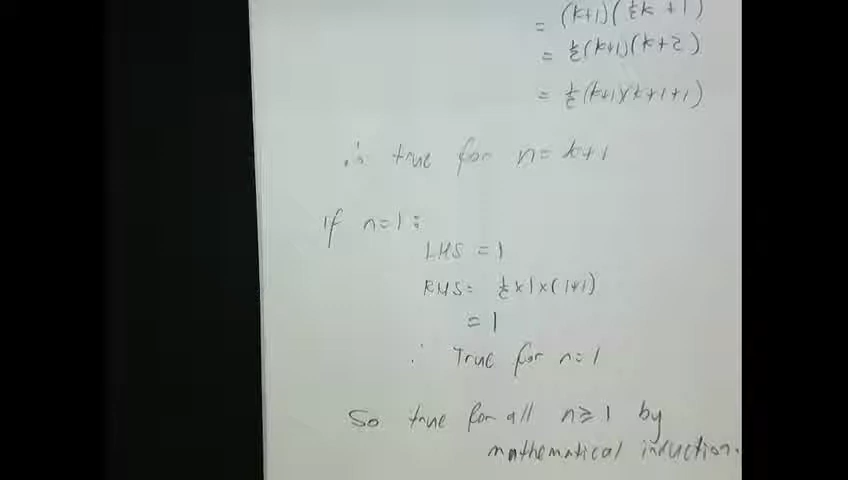 = (k+1)(½k + 1)
= ½(k+1)(k+2)
= ½(k+1)(k+1+1)
∴ true for n = k+1
If n=1:
LHS = 1
RHS = ½×1×(1+1)
= 1
∴ True for n=1
So true for all n≥1 by
mathematical induction.